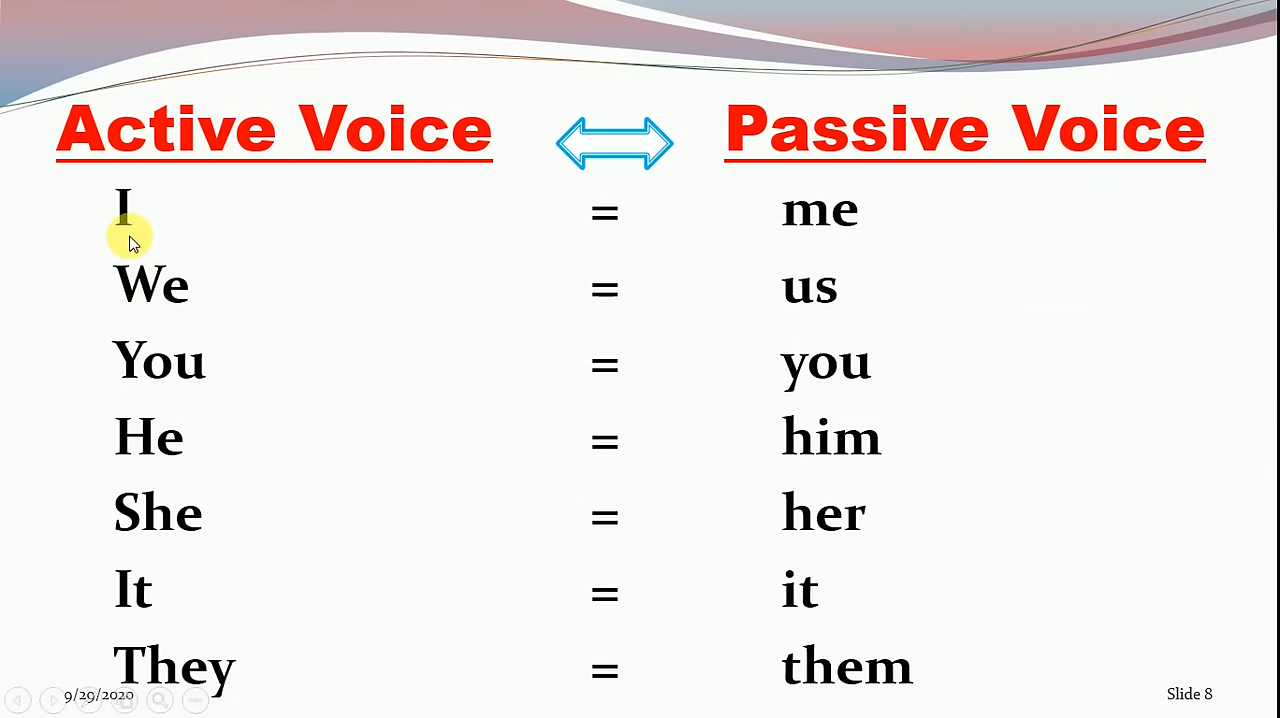 Active Voice Passive Voice
I = me
We = us
You = you
He = him
She = her
It = it
They = them
9/29/2020 Slide 8